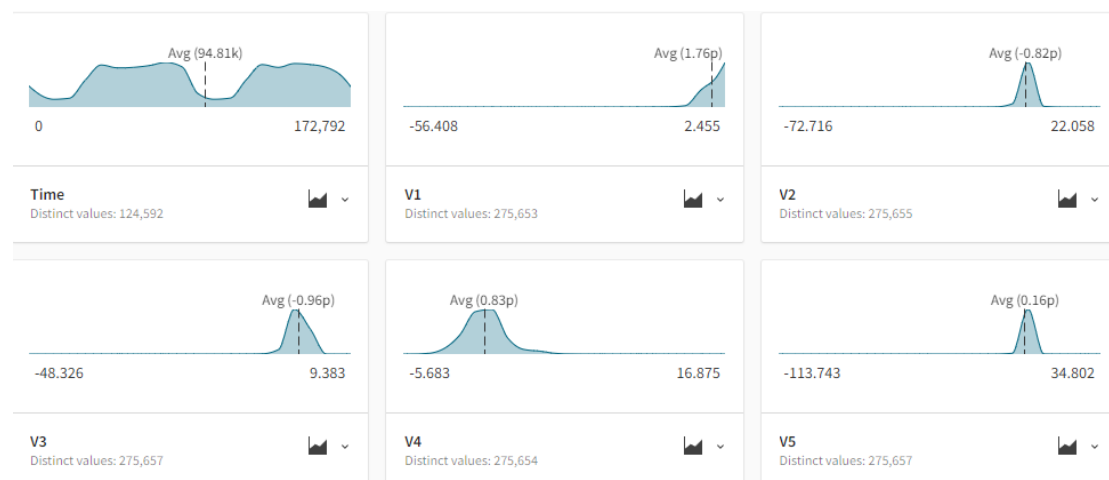 Avg (94.81k)
0 172,792
Time
Distinct values: 124,592
Avg (1.76p)
-56.408 2.455
V1
Distinct values: 275,653
Avg (-0.82p)
-72.716 22.058
V2
Distinct values: 275,655
Avg (-0.96p)
-48.326 9.383
V3
Distinct values: 275,657
Avg (0.83p)
-5.683 16.875
V4
Distinct values: 275,654
Avg (0.16p)
-113.743 34.802
V5
Distinct values: 275,657